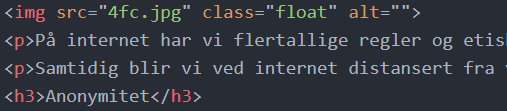 <img src="4fc.jpg" class="float" alt="">
<p>På internet har vi flertallige regler og etis
<p>Samtidig blir vi ved internet distansert fra
<h3>Anonymitet</h3>